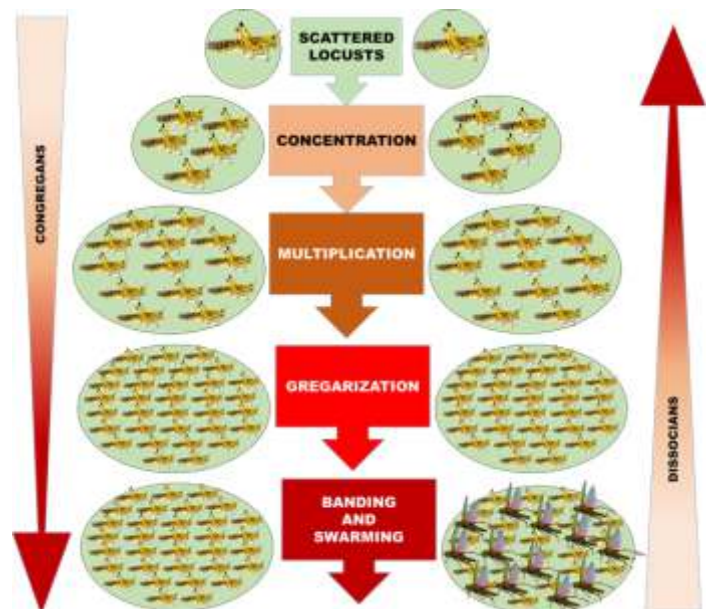 SCATTERED
LOCUSTS
CONCENTRATION
CONGREGANS
MULTIPLICATION
GREGARIZATION
DISSOCIANS
BANDING
AND
SWARMING